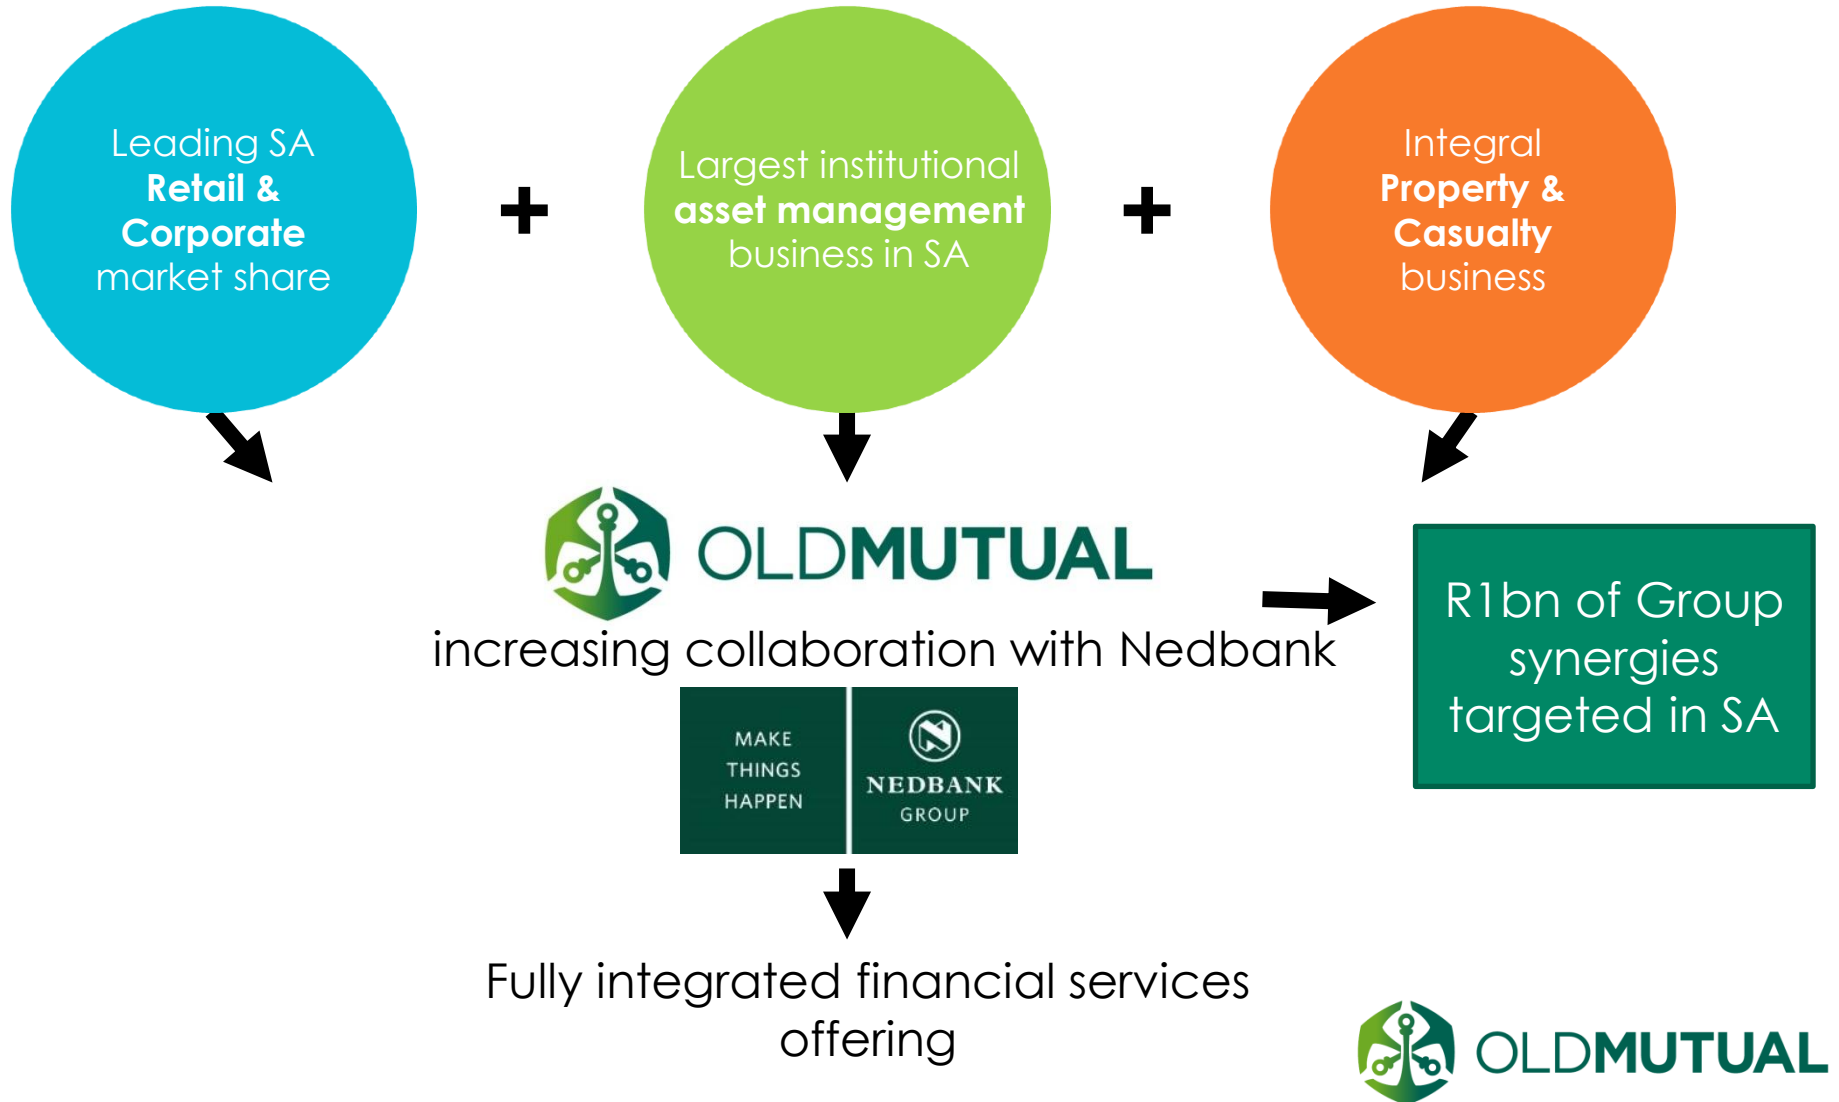 Leading SA
Retail &
Corporate
market share
+
Largest institutional
asset management
business in SA
+
Integral
Property &
Casualty
business
OLDMUTUAL
increasing collaboration with Nedbank
MAKE
THINGS
HAPPEN
NEDBANK
GROUP
R1bn of Group
synergies
targeted in SA
Fully integrated financial services
offering
OLDMUTUAL